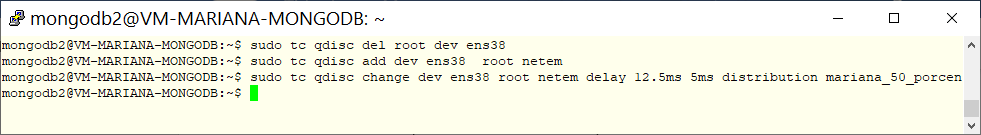 mongodb2@VM-MARIANA-MONGODB: ~
mongodb2@VM-MARIANA-MONGODB:~$ sudo tc qdisc del root dev ens38
mongodb2@VM-MARIANA-MONGODB:~$ sudo tc qdisc add dev ens38  root netem
mongodb2@VM-MARIANA-MONGODB:~$ sudo tc qdisc change dev ens38 root netem delay 12.5ms 5ms distribution mariana_50_porcen
mongodb2@VM-MARIANA-MONGODB:~$